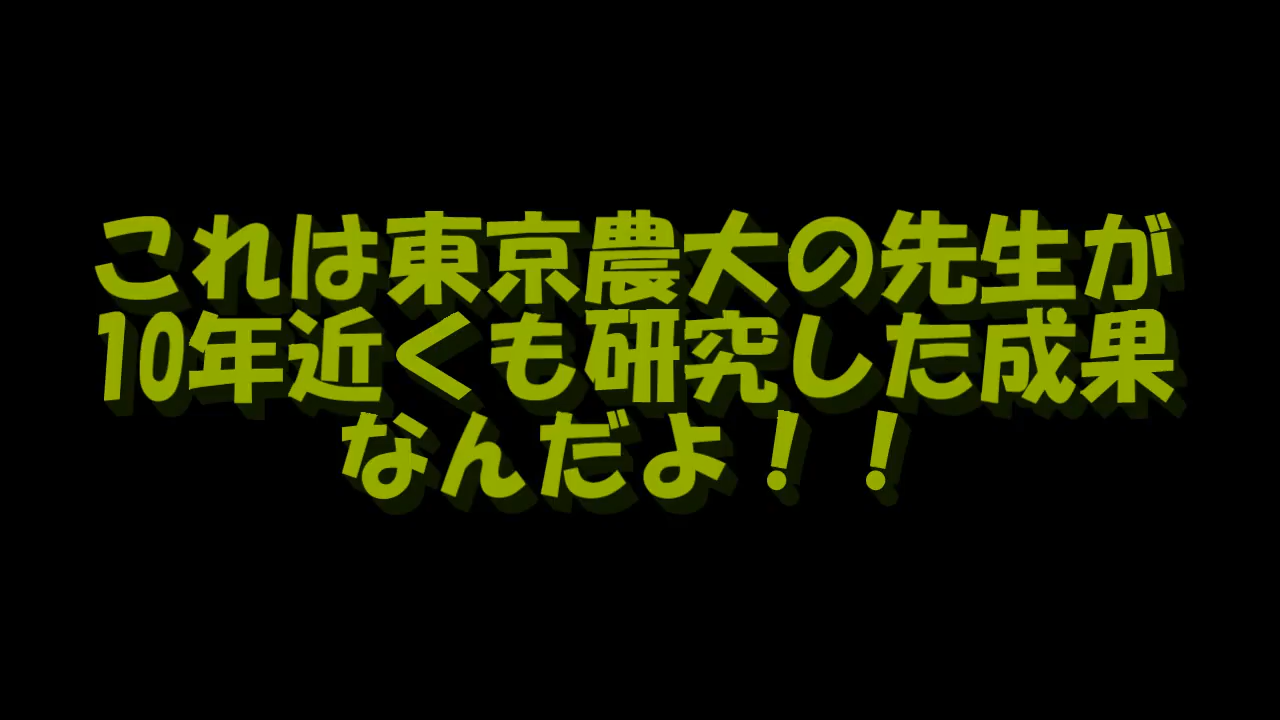 これは東京農大の先生が
10年近くも研究した成果
なんだよ！！